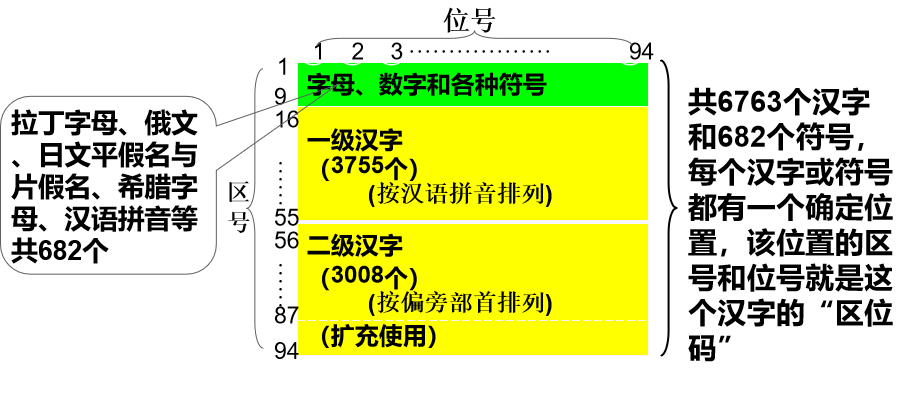 位号
1 2 3 ⋯⋯⋯⋯⋯⋯ 94
1
9
16
55
56
87
94
区号
字母、数字和各种符号
一级汉字
（3755个）
（按汉语拼音排列）
二级汉字
（3008个）
（按偏旁部首排列）
（扩充使用）
拉丁字母、俄文
、日文平假名与
片假名、希腊字
母、汉语拼音等
共682个
共6763个汉字
和682个符号，
每个汉字或符号
都有一个确定位
置，该位置的区
号和位号就是这
个汉字的“区位
码”